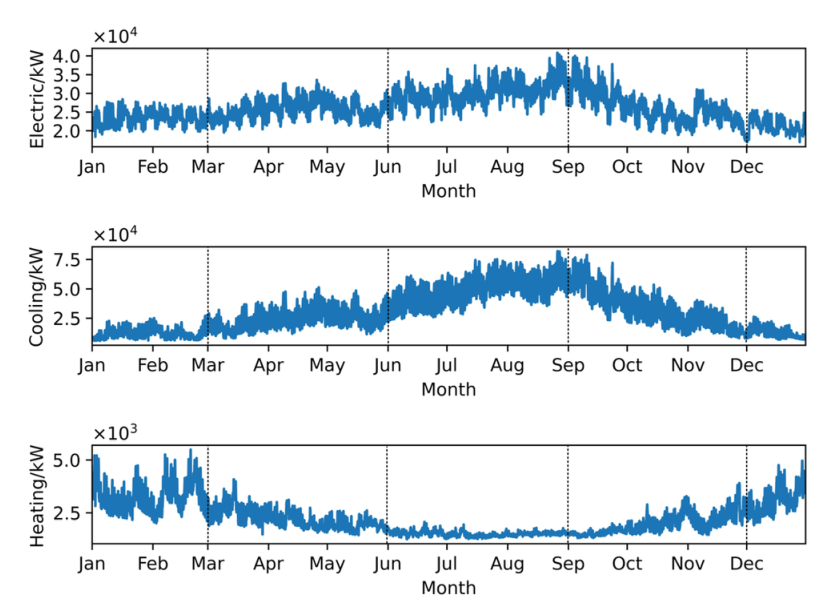 ×10⁴
Electric/kW
4.0
3.5
3.0
2.5
2.0
Jan Feb Mar Apr May Jun Jul Aug Sep Oct Nov Dec
Month
×10⁴
Cooling/kW
7.5
5.0
2.5
Jan Feb Mar Apr May Jun Jul Aug Sep Oct Nov Dec
Month
×10³
Heating/kW
5.0
2.5
Jan Feb Mar Apr May Jun Jul Aug Sep Oct Nov Dec
Month